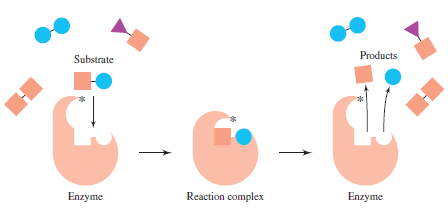 Substrate
Products
*
*
*
Enzyme
Reaction complex
Enzyme